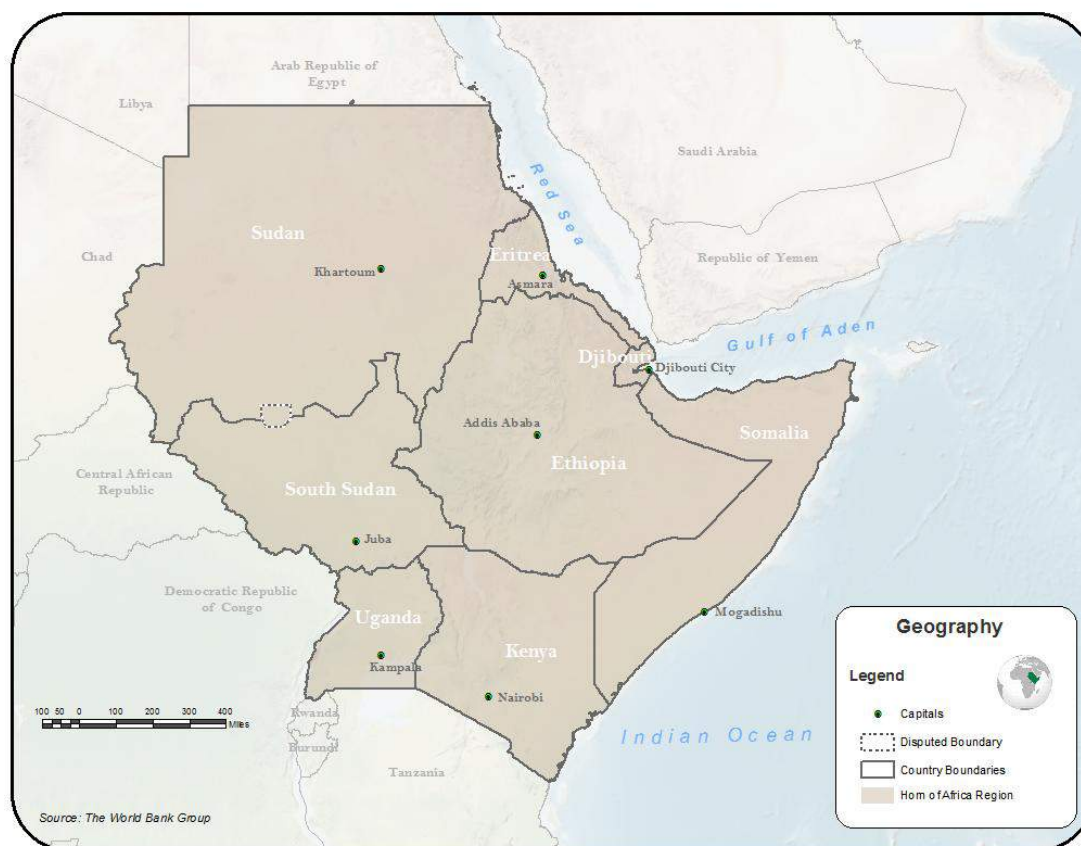 Arab Republic of
Egypt
Libya
Saudi Arabia
Red Sea
Sudan
Chad
Eritrea
Republic of Yemen
Khartoum
Asmara
Gulf of Aden
Djibouti
Djibouti City
Addis Ababa
Somalia
Ethiopia
Central African
Republic
South Sudan
Juba
Democratic Republic
of Congo
Uganda
Mogadishu
Kenya
Kampala
Nairobi
Rwanda
Burundi
Tanzania
Indian Ocean
100 50 0 100 200 300 400
Miles
Source: The World Bank Group
Geography
Legend
Capitals
Disputed Boundary
Country Boundaries
Horn of Africa Region